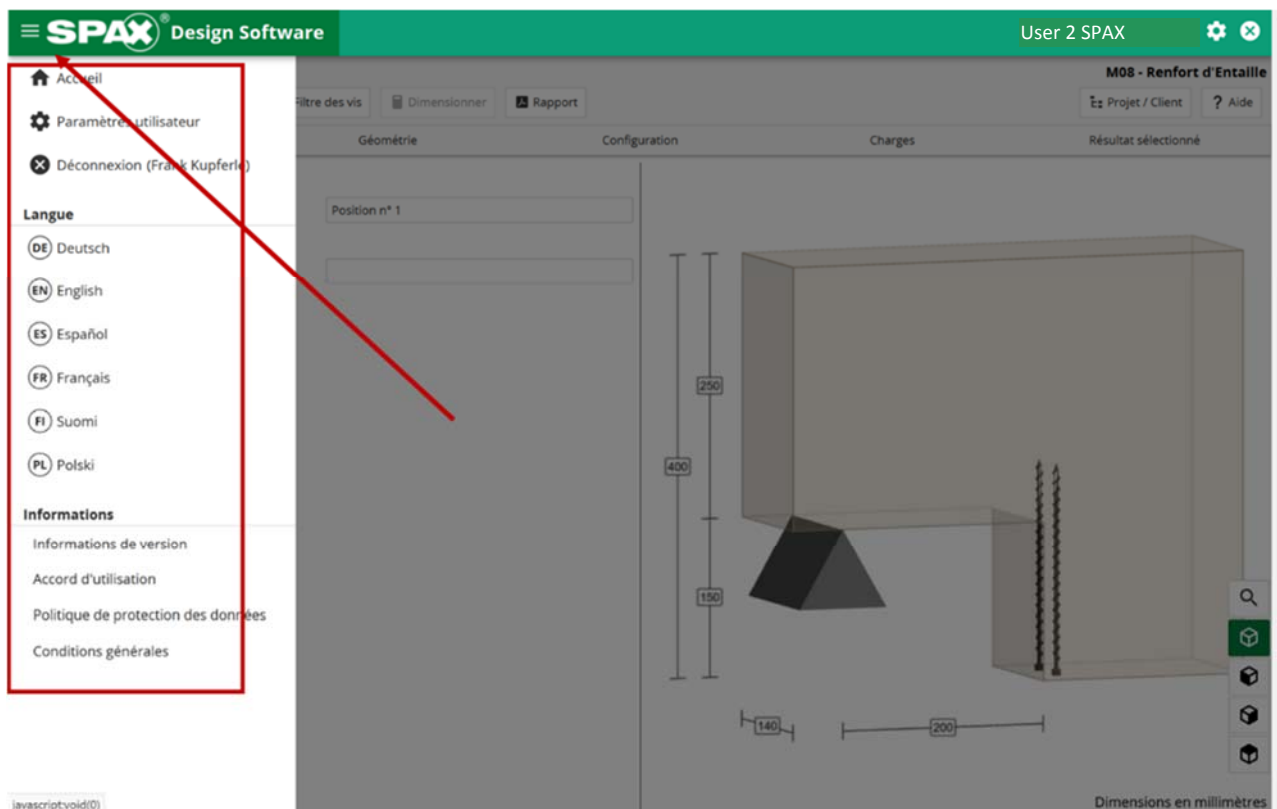 SPAX® Design Software
User 2 SPAX
Accueil
Paramètres utilisateur
Déconnexion (Frank Kupferle)
Langue
DE Deutsch
EN English
ES Español
FR Français
FI Suomi
PL Polski
Informations
Informations de version
Accord d'utilisation
Politique de protection des données
Conditions générales
javascript:void(0)
M08 - Renfort d'Entaille
Filtre des vis
Dimensionner
Rapport
Projet / Client
? Aide
Géométrie
Configuration
Charges
Résultat sélectionné
Position n° 1
250
400
150
140
200
Dimensions en millimètres